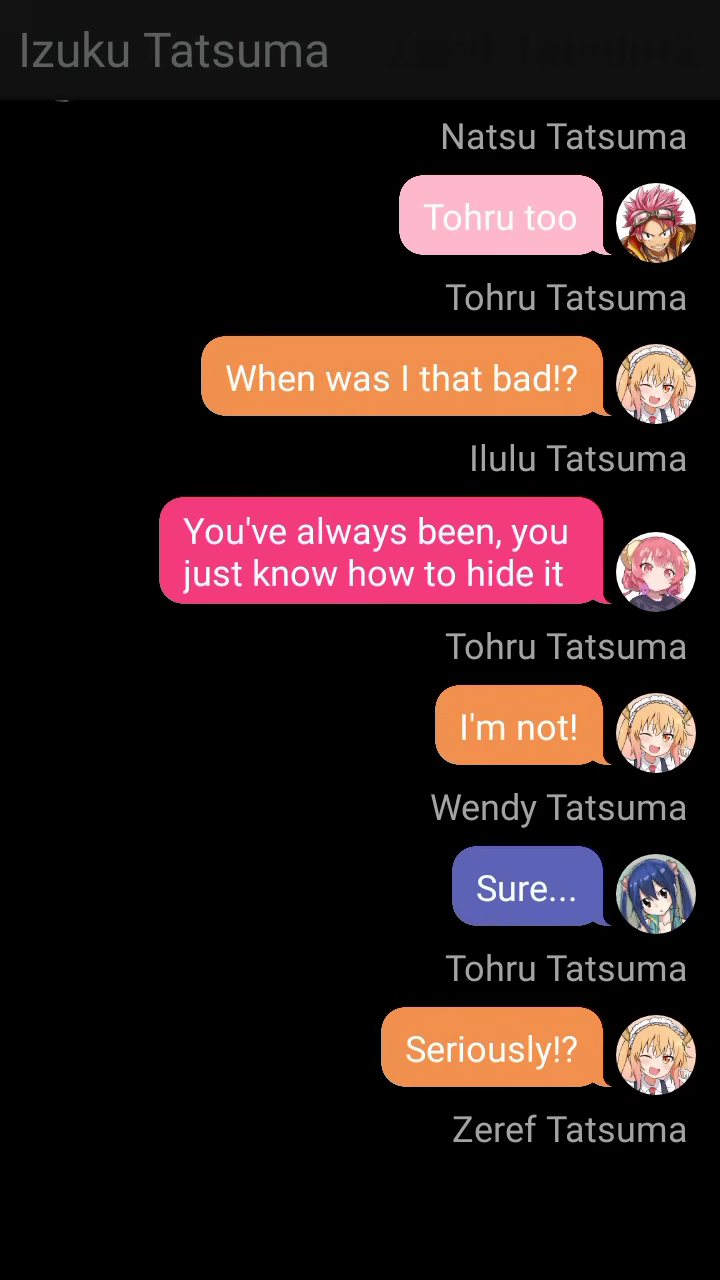 Izuku Tatsuma
Natsu Tatsuma
Tohru too
Tohru Tatsuma
When was I that bad!?
Ilulu Tatsuma
You've always been, you
just know how to hide it
Tohru Tatsuma
I'm not!
Wendy Tatsuma
Sure...
Tohru Tatsuma
Seriously!?
Zeref Tatsuma